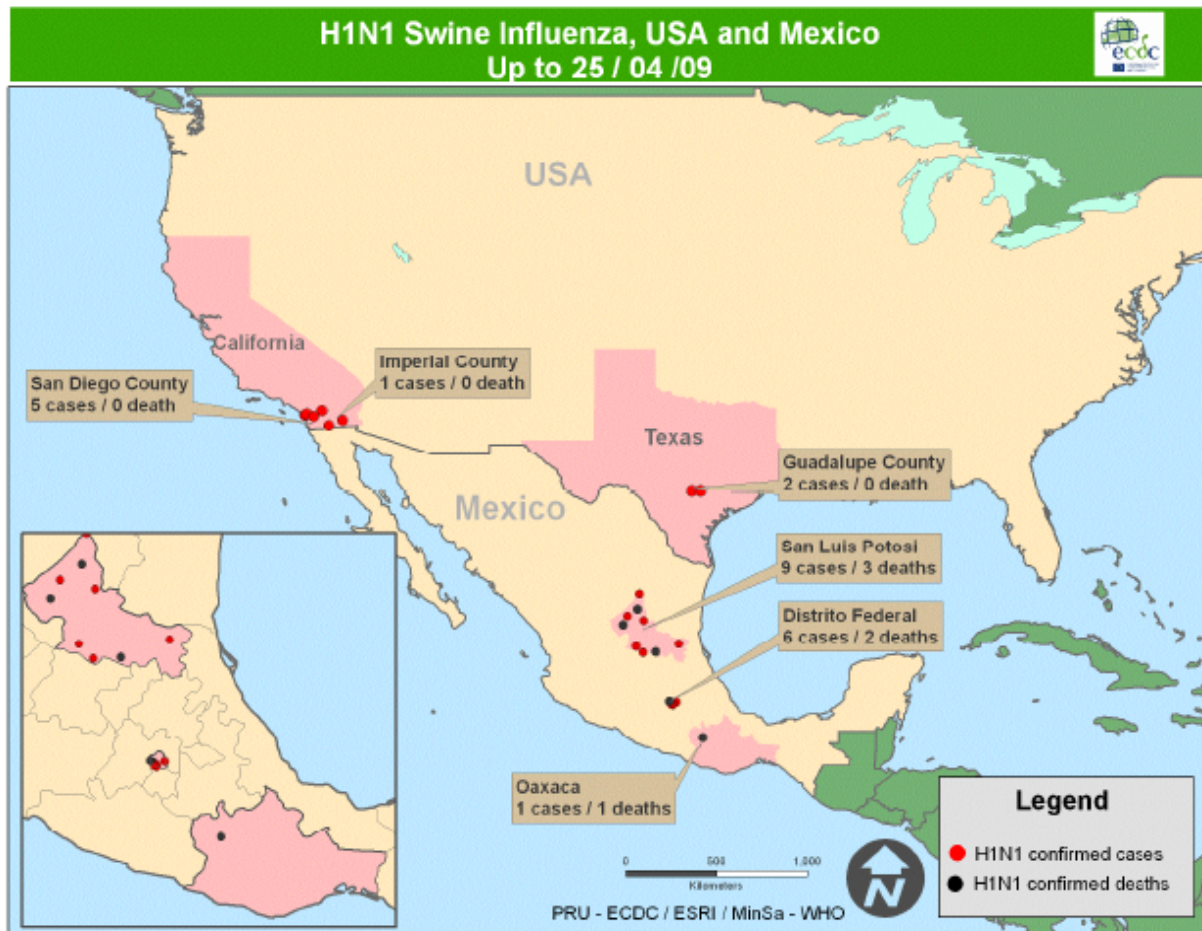 H1N1 Swine Influenza, USA and Mexico
Up to 25 / 04 /09
ecdc
USA
California
Imperial County
1 cases / 0 death
San Diego County
5 cases / 0 death
Texas
Guadalupe County
2 cases / 0 death
Mexico
San Luis Potosi
9 cases / 3 deaths
Distrito Federal
6 cases / 2 deaths
Oaxaca
1 cases / 1 deaths
Legend
H1N1 confirmed cases
H1N1 confirmed deaths
0 500 1,000
Kilometers
N
PRU - ECDC / ESRI / MinSa - WHO